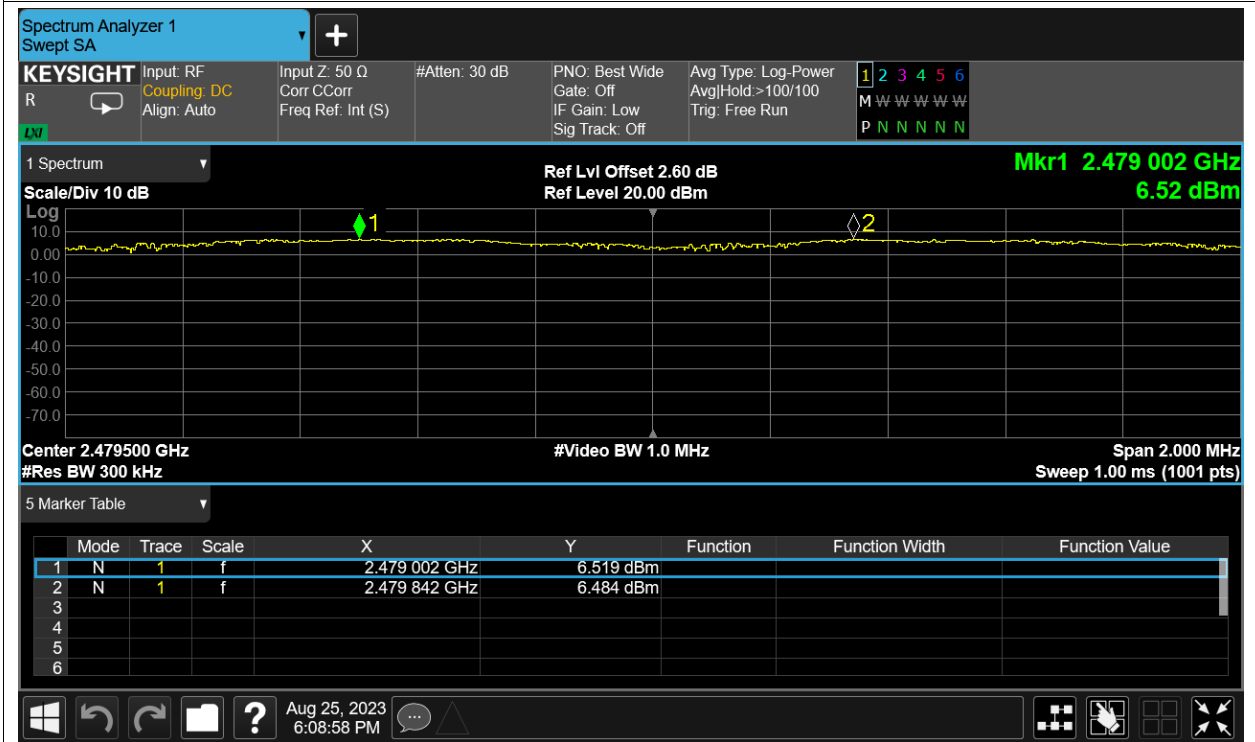 Spectrum Analyzer 1
Swept SA
+
KEYSIGHT Input: RF Input Z: 50 Ω #Atten: 30 dB PNO: Best Wide Avg Type: Log-Power 1 2 3 4 5 6
R Coupling: DC Corr CCorr Gate: Off Avg|Hold:>100/100 M W W W W W
Align: Auto Freq Ref: Int (S) IF Gain: Low Trig: Free Run
LXI Sig Track: Off P N N N N N
1 Spectrum Ref Lvl Offset 2.60 dB Mkr1 2.479 002 GHz
Scale/Div 10 dB Ref Level 20.00 dBm 6.52 dBm
Log
1 2
10.0
0.00
-10.0
-20.0
-30.0
-40.0
-50.0
-60.0
-70.0
Center 2.479500 GHz #Video BW 1.0 MHz Span 2.000 MHz
#Res BW 300 kHz Sweep 1.00 ms (1001 pts)
5 Marker Table
Mode Trace Scale X Y Function Function Width Function Value
1 N 1 f 2.479 002 GHz 6.519 dBm
2 N 1 f 2.479 842 GHz 6.484 dBm
3
4
5
6
? Aug 25, 2023
6:08:58 PM